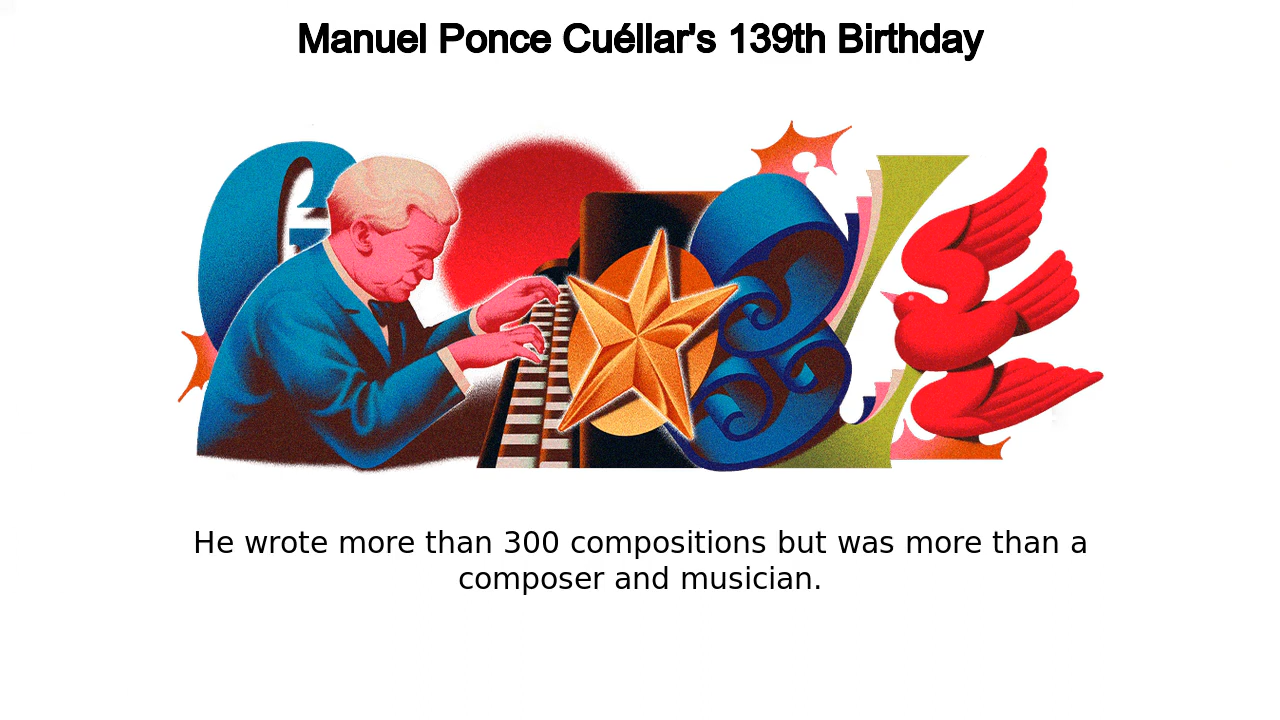 Manuel Ponce Cuéllar's 139th Birthday
He wrote more than 300 compositions but was more than a
composer and musician.